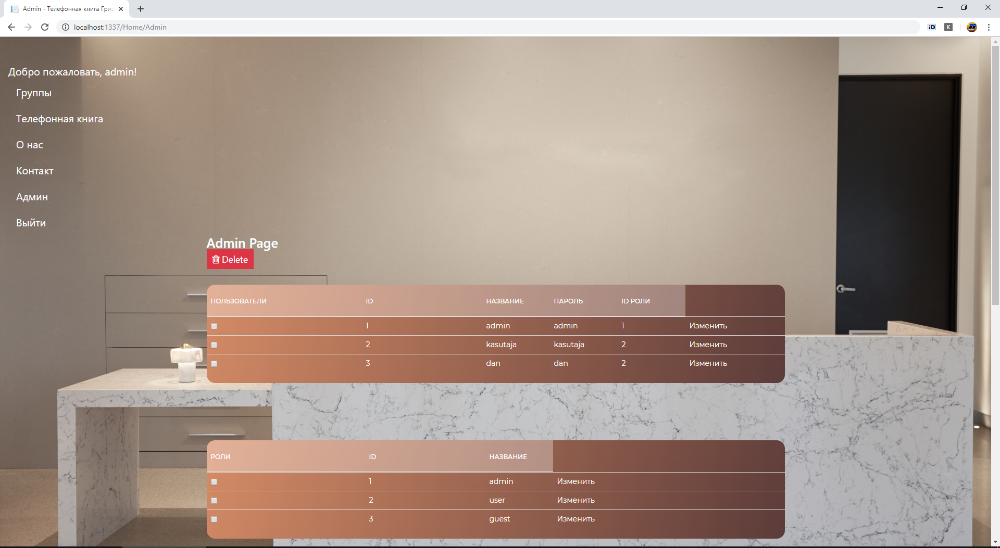 Admin - Телефонная книга
localhost:1337/Home/Admin
iD
K
Добро пожаловать, admin!
Группы
Телефонная книга
О нас
Контакт
Админ
Выйти
Admin Page
Delete
ПОЛЬЗОВАТЕЛИ ID НАЗВАНИЕ ПАРОЛЬ ID РОЛИ
1 admin admin 1 Изменить
2 kasutaja kasutaja 2 Изменить
3 dan dan 2 Изменить
РОЛИ ID НАЗВАНИЕ
1 admin Изменить
2 user Изменить
3 guest Изменить